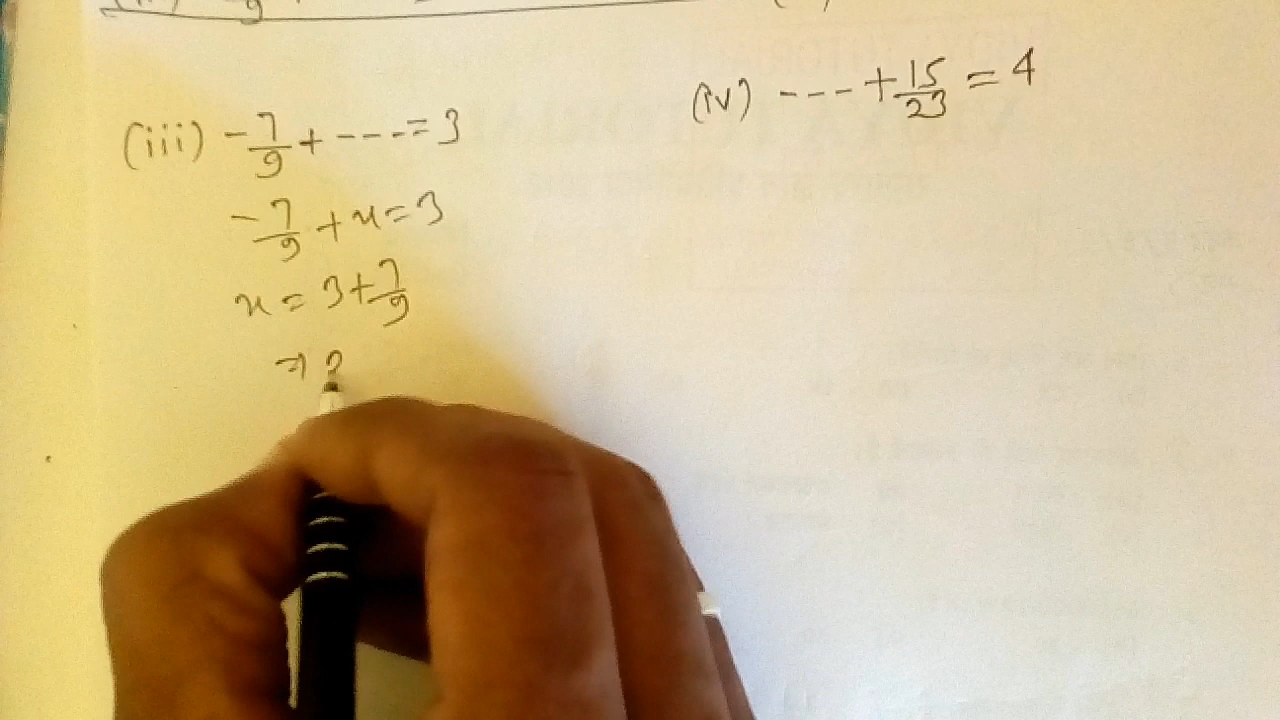 (iii) -7/9 + ---- = 3
-7/9 + x = 3
x = 3 + 7/9
(iv) --- + 15/23 = 4